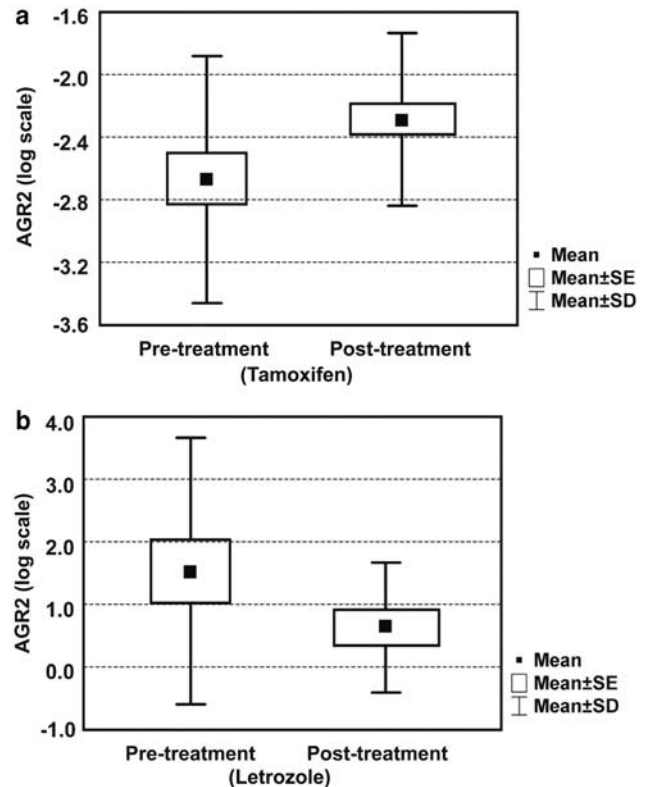 a
-1.6
-2.0
-2.4
-2.8
-3.2
-3.6
AGR2 (log scale)
Pre-treatment Post-treatment
(Tamoxifen)
Mean
Mean±SE
Mean±SD
b
4.0
3.0
2.0
1.0
0.0
-1.0
AGR2 (log scale)
Pre-treatment Post-treatment
(Letrozole)
Mean
Mean±SE
Mean±SD